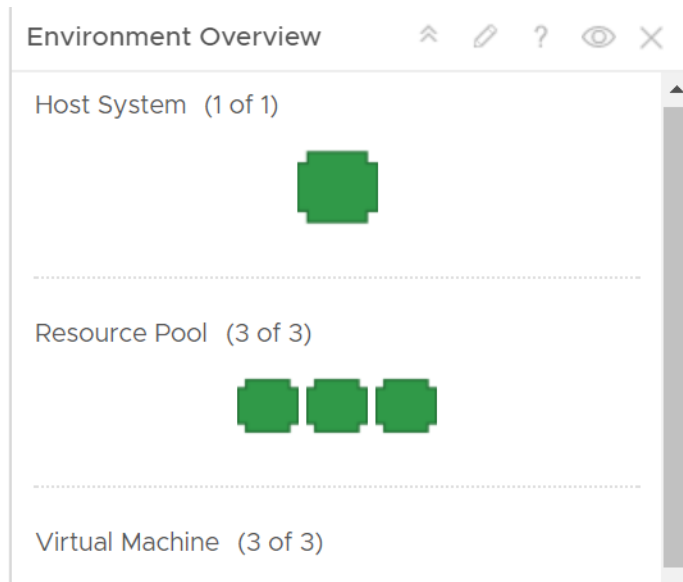 Environment Overview ?
Host System (1 of 1)
Resource Pool (3 of 3)
Virtual Machine (3 of 3)